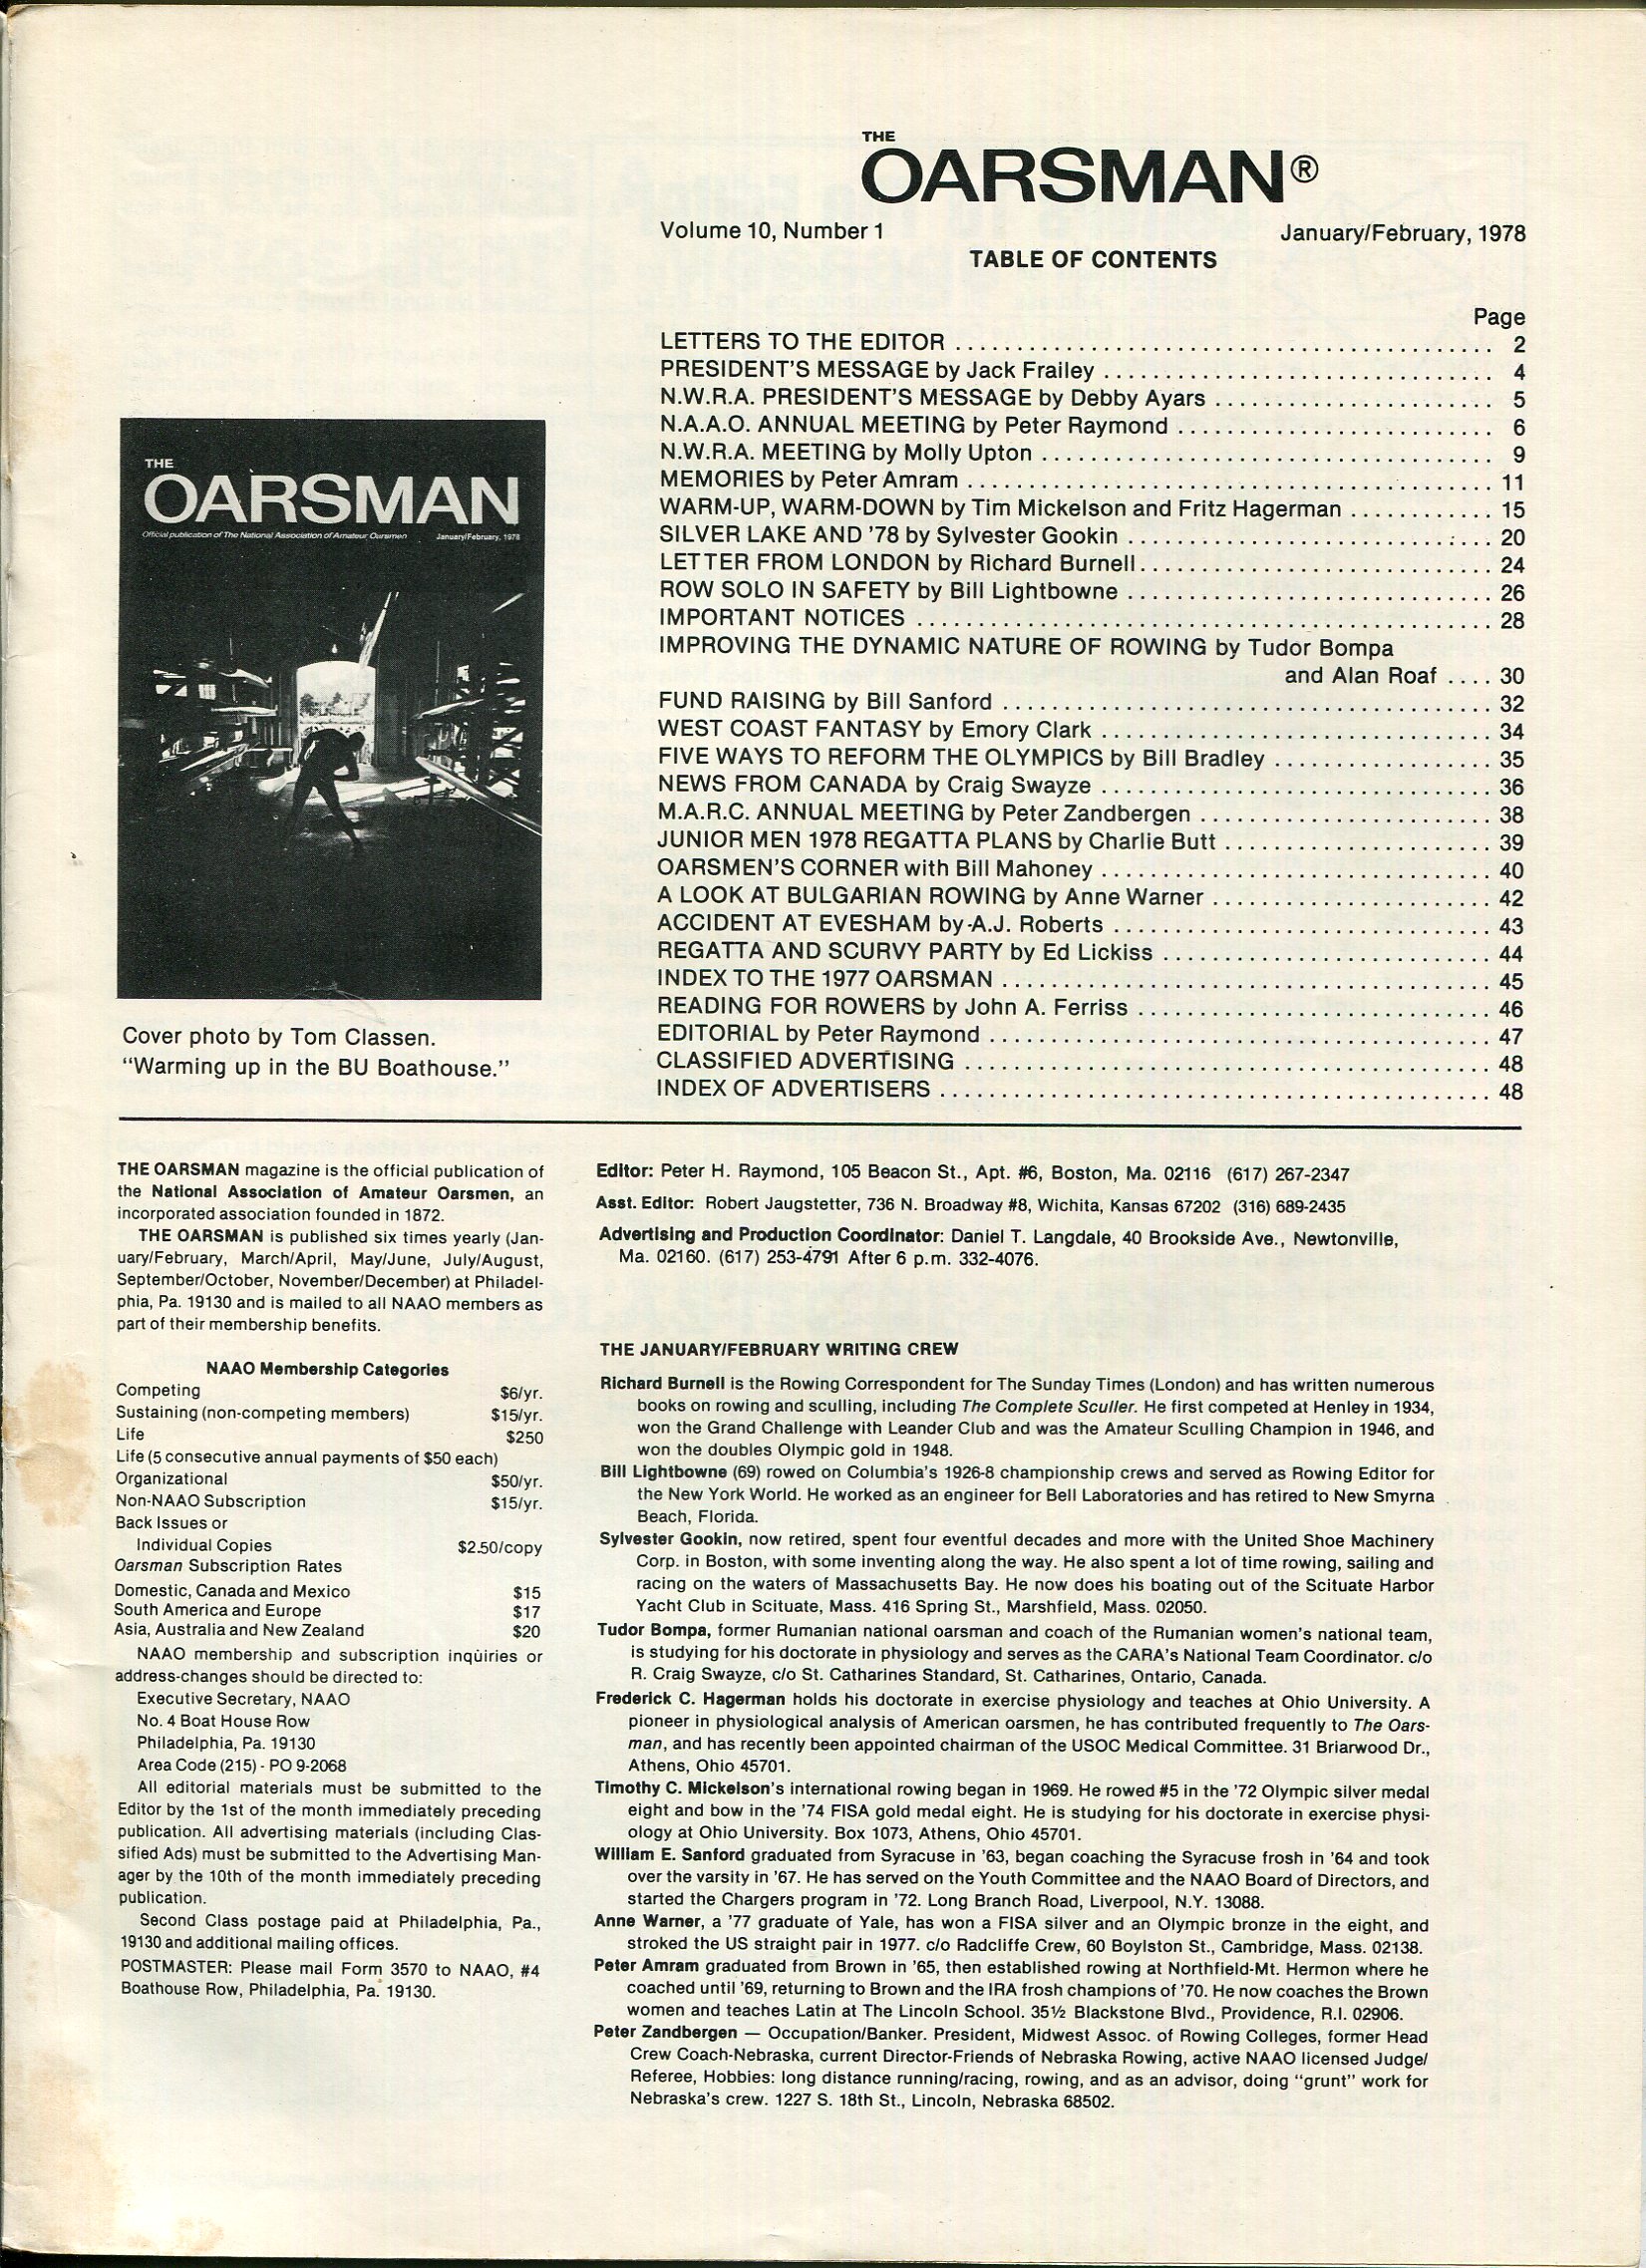 THE
OARSMAN®
Volume 10, Number 1 January/February, 1978
TABLE OF CONTENTS
Page
LETTERS TO THE EDITOR 2
PRESIDENT'S MESSAGE by Jack Frailey 4
N.W.R.A. PRESIDENT'S MESSAGE by Debby Ayars 5
N.A.A.O. ANNUAL MEETING by Peter Raymond 6
N.W.R.A. MEETING by Molly Upton 9
MEMORIES by Peter Amram 11
WARM-UP, WARM-DOWN by Tim Mickelson and Fritz Hagerman 15
SILVER LAKE AND '78 by Sylvester Gookin 20
LETTER FROM LONDON by Richard Burnell 24
ROW SOLO IN SAFETY by Bill Lightbowne 26
IMPORTANT NOTICES 28
IMPROVING THE DYNAMIC NATURE OF ROWING by Tudor Bompa
and Alan Roaf 30
FUND RAISING by Bill Sanford 32
WEST COAST FANTASY by Emory Clark 34
FIVE WAYS TO REFORM THE OLYMPICS by Bill Bradley 35
NEWS FROM CANADA by Craig Swayze 36
M.A.R.C. ANNUAL MEETING by Peter Zandbergen 38
JUNIOR MEN 1978 REGATTA PLANS by Charlie Butt 39
OARSMEN'S CORNER with Bill Mahoney 40
A LOOK AT BULGARIAN ROWING by Anne Warner 42
ACCIDENT AT EVESHAM by A.J. Roberts 43
REGATTA AND SCURVY PARTY by Ed Lickiss 44
INDEX TO THE 1977 OARSMAN 45
READING FOR ROWERS by John A. Ferriss 46
EDITORIAL by Peter Raymond 47
CLASSIFIED ADVERTISING 48
INDEX OF ADVERTISERS 48
THE
OARSMAN
Official publication of The National Association of Amateur Oarsmen January/February, 1978
Cover photo by Tom Classen.
"Warming up in the BU Boathouse."
THE OARSMAN magazine is the official publication of
the National Association of Amateur Oarsmen, an
incorporated association founded in 1872.
THE OARSMAN is published six times yearly (Jan-
uary/February, March/April, May/June, July/August,
September/October, November/December) at Philadel-
phia, Pa. 19130 and is mailed to all NAAO members as
part of their membership benefits.
NAAO Membership Categories
Competing $6/yr.
Sustaining (non-competing members) $15/yr.
Life $250
Life (5 consecutive annual payments of $50 each)
Organizational $50/yr.
Non-NAAO Subscription $15/yr.
Back Issues or
Individual Copies $2.50/copy
Oarsman Subscription Rates
Domestic, Canada and Mexico $15
South America and Europe $17
Asia, Australia and New Zealand $20
NAAO membership and subscription inquiries or
address-changes should be directed to:
Executive Secretary, NAAO
No. 4 Boat House Row
Philadelphia, Pa. 19130
Area Code (215) - PO 9-2068
All editorial materials must be submitted to the
Editor by the 1st of the month immediately preceding
publication. All advertising materials (including Clas-
sified Ads) must be submitted to the Advertising Man-
ager by the 10th of the month immediately preceding
publication.
Second Class postage paid at Philadelphia, Pa.,
19130 and additional mailing offices.
POSTMASTER: Please mail Form 3570 to NAAO, #4
Boathouse Row, Philadelphia, Pa. 19130.
Editor: Peter H. Raymond, 105 Beacon St., Apt. #6, Boston, Ma. 02116 (617) 267-2347
Asst. Editor: Robert Jaugstetter, 736 N. Broadway #8, Wichita, Kansas 67202 (316) 689-2435
Advertising and Production Coordinator: Daniel T. Langdale, 40 Brookside Ave., Newtonville,
Ma. 02160. (617) 253-4791 After 6 p.m. 332-4076.
THE JANUARY/FEBRUARY WRITING CREW
Richard Burnell is the Rowing Correspondent for The Sunday Times (London) and has written numerous
books on rowing and sculling, including The Complete Sculler. He first competed at Henley in 1934,
won the Grand Challenge with Leander Club and was the Amateur Sculling Champion in 1946, and
won the doubles Olympic gold in 1948.
Bill Lightbowne (69) rowed on Columbia's 1926-8 championship crews and served as Rowing Editor for
the New York World. He worked as an engineer for Bell Laboratories and has retired to New Smyrna
Beach, Florida.
Sylvester Gookin, now retired, spent four eventful decades and more with the United Shoe Machinery
Corp. in Boston, with some inventing along the way. He also spent a lot of time rowing, sailing and
racing on the waters of Massachusetts Bay. He now does his boating out of the Scituate Harbor
Yacht Club in Scituate, Mass. 416 Spring St., Marshfield, Mass. 02050.
Tudor Bompa, former Rumanian national oarsman and coach of the Rumanian women's national team,
is studying for his doctorate in physiology and serves as the CARA's National Team Coordinator. c/o
R. Craig Swayze, c/o St. Catharines Standard, St. Catharines, Ontario, Canada.
Frederick C. Hagerman holds his doctorate in exercise physiology and teaches at Ohio University. A
pioneer in physiological analysis of American oarsmen, he has contributed frequently to The Oars-
man, and has recently been appointed chairman of the USOC Medical Committee. 31 Briarwood Dr.,
Athens, Ohio 45701.
Timothy C. Mickelson's international rowing began in 1969. He rowed #5 in the '72 Olympic silver medal
eight and bow in the '74 FISA gold medal eight. He is studying for his doctorate in exercise physi-
ology at Ohio University. Box 1073, Athens, Ohio 45701.
William E. Sanford graduated from Syracuse in '63, began coaching the Syracuse frosh in '64 and took
over the varsity in '67. He has served on the Youth Committee and the NAAO Board of Directors, and
started the Chargers program in '72. Long Branch Road, Liverpool, N.Y. 13088.
Anne Warner, a '77 graduate of Yale, has won a FISA silver and an Olympic bronze in the eight, and
stroked the US straight pair in 1977. c/o Radcliffe Crew, 60 Boylston St., Cambridge, Mass. 02138.
Peter Amram graduated from Brown in '65, then established rowing at Northfield-Mt. Hermon where he
coached until '69, returning to Brown and the IRA frosh champions of '70. He now coaches the Brown
women and teaches Latin at The Lincoln School. 35½ Blackstone Blvd., Providence, R.I. 02906.
Peter Zandbergen — Occupation/Banker. President, Midwest Assoc. of Rowing Colleges, former Head
Crew Coach-Nebraska, current Director-Friends of Nebraska Rowing, active NAAO licensed Judge/
Referee, Hobbies: long distance running/racing, rowing, and as an advisor, doing "grunt" work for
Nebraska's crew. 1227 S. 18th St., Lincoln, Nebraska 68502.